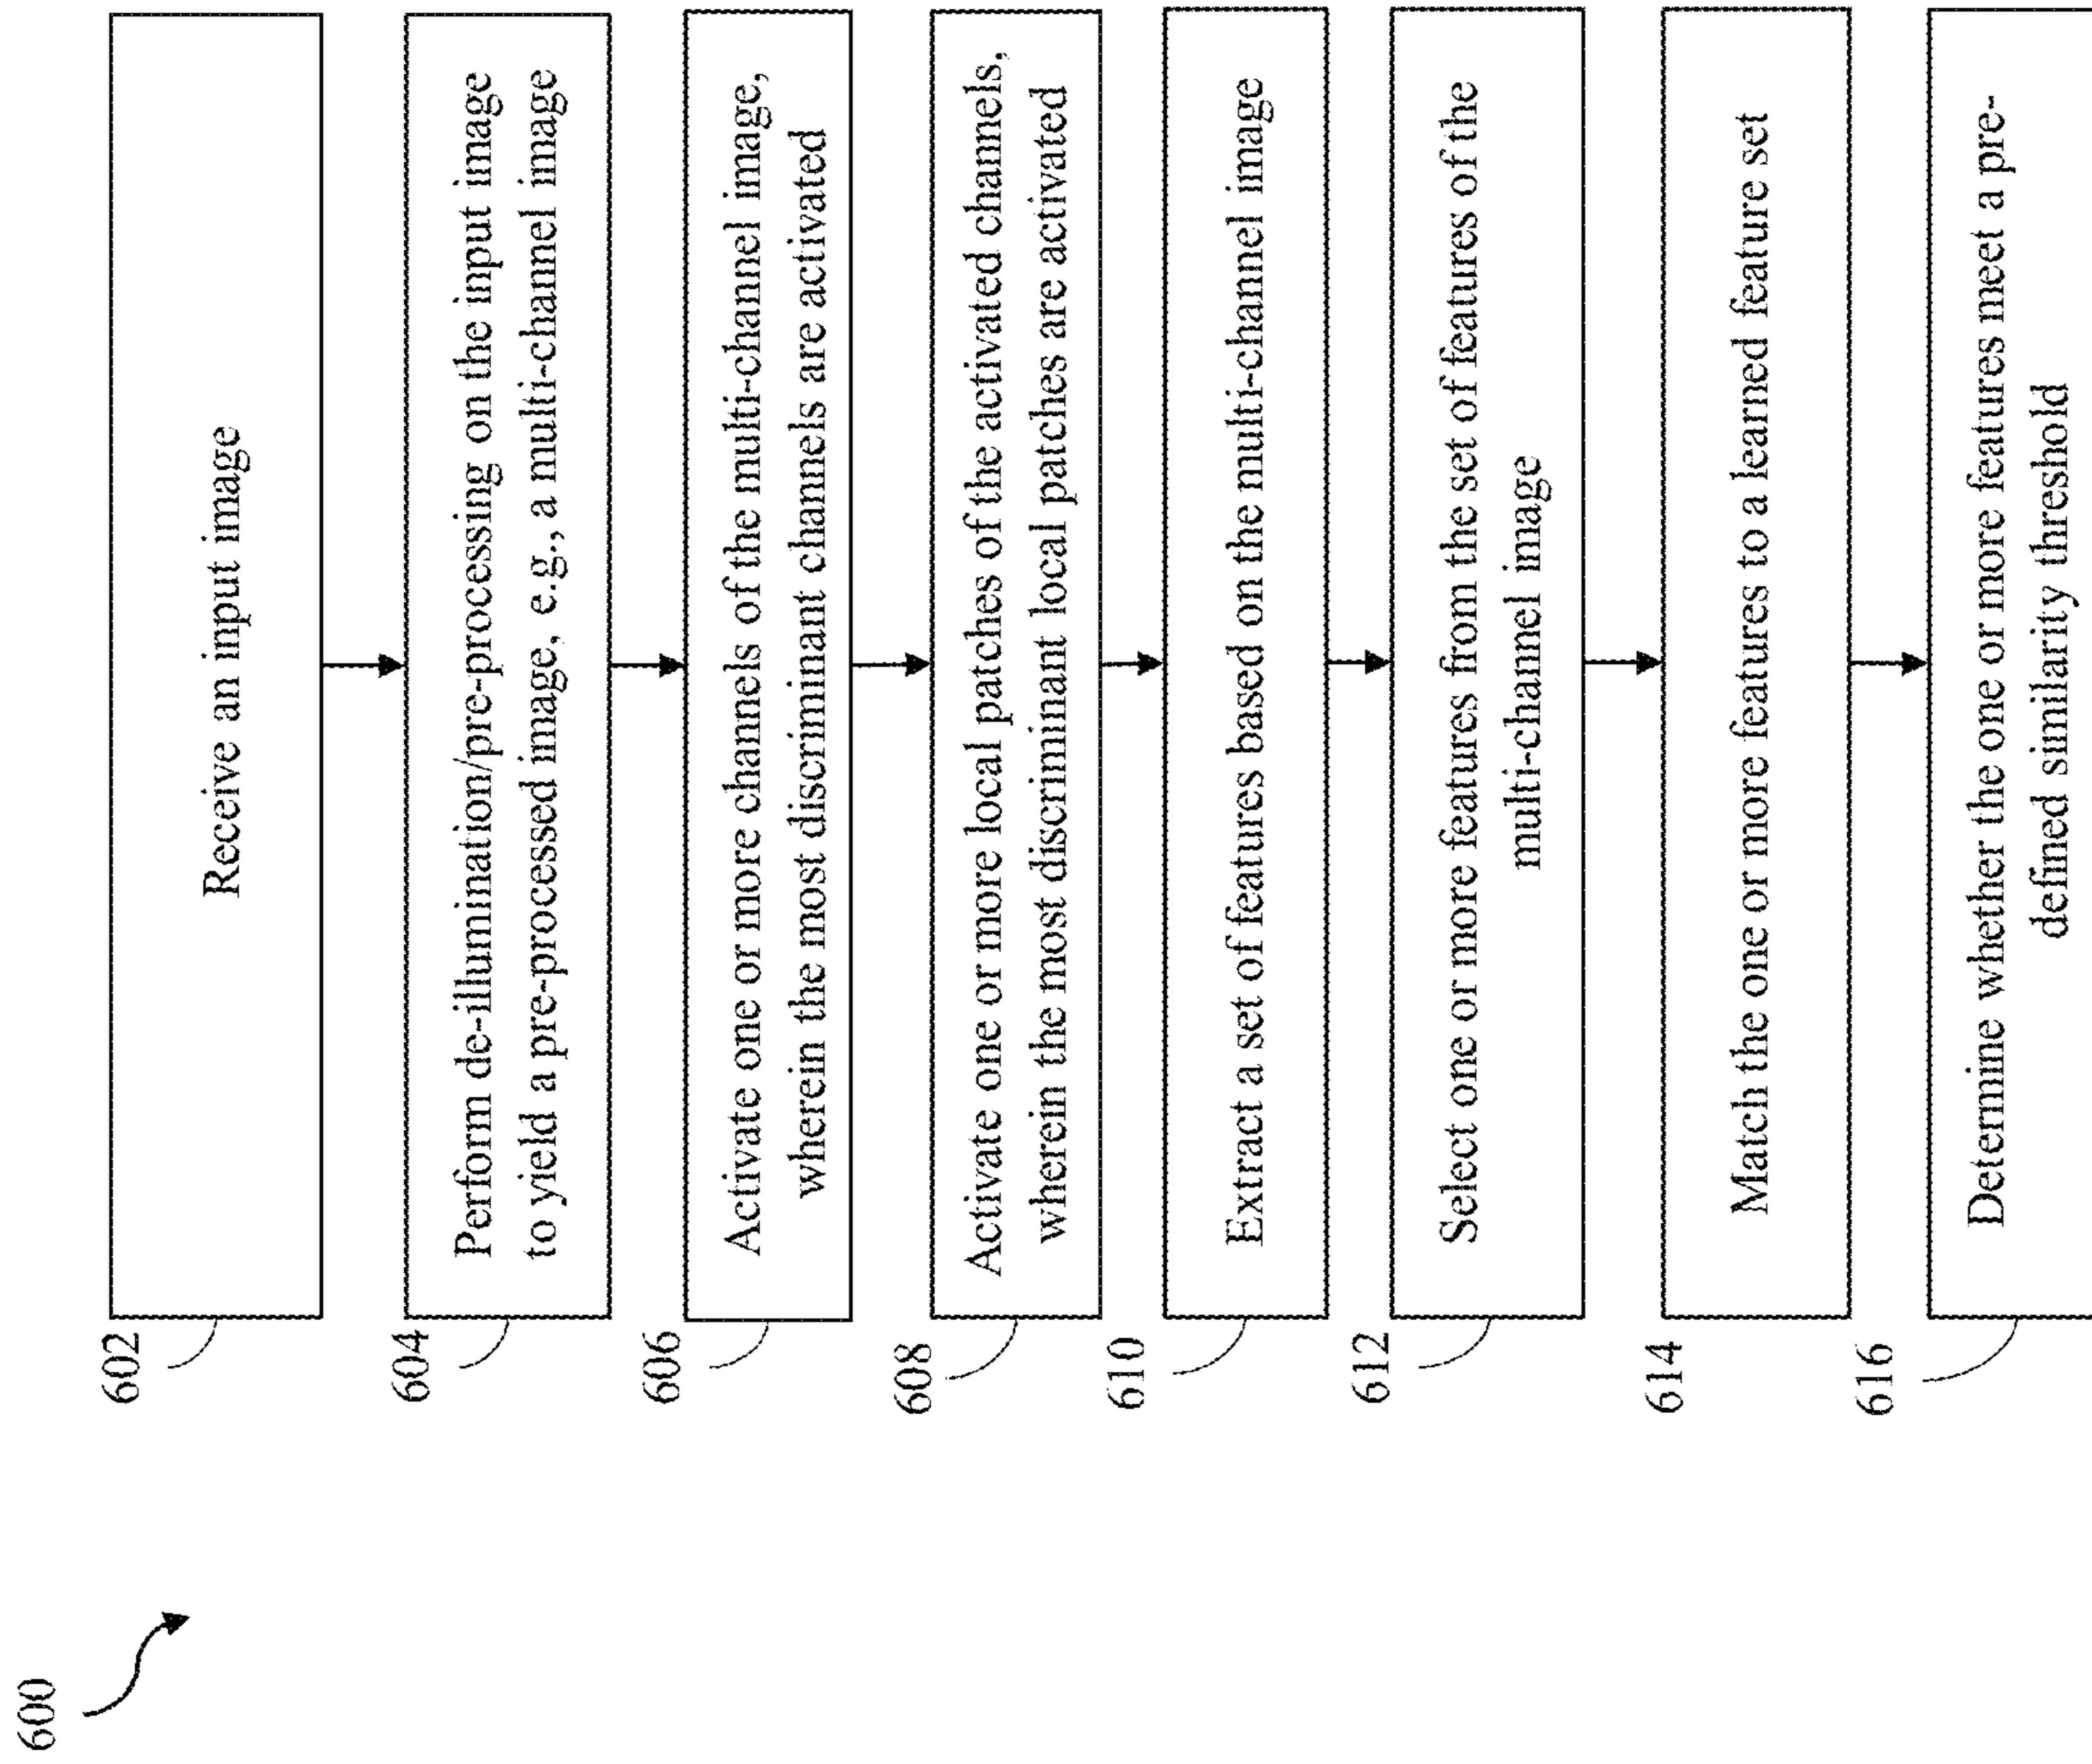 600
602
Receive an input image
604
Perform de-illumination/pre-processing on the input image
to yield a pre-processed image, e.g., a multi-channel image
606
Activate one or more channels of the multi-channel image,
wherein the most discriminant channels are activated
608
Activate one or more local patches of the activated channels,
wherein the most discriminant local patches are activated
610
Extract a set of features based on the multi-channel image
612
Select one or more features from the set of features of the
multi-channel image
614
Match the one or more features to a learned feature set
616
Determine whether the one or more features meet a pre-
defined similarity threshold